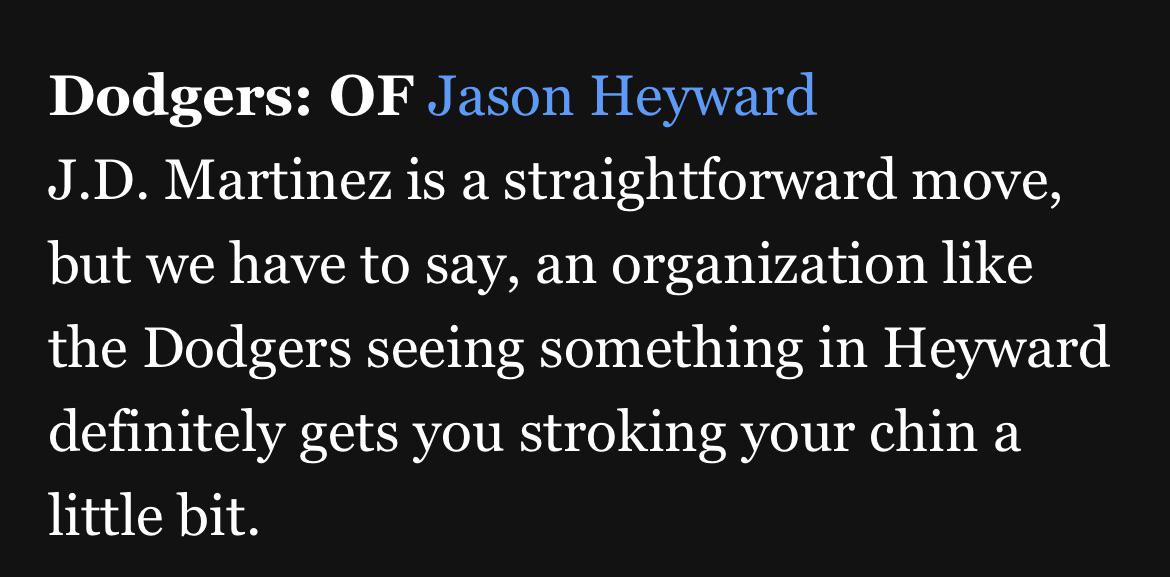 Dodgers: OF Jason Heyward
J.D. Martinez is a straightforward move,
but we have to say, an organization like
the Dodgers seeing something in Heyward
definitely gets you stroking your chin a
little bit.